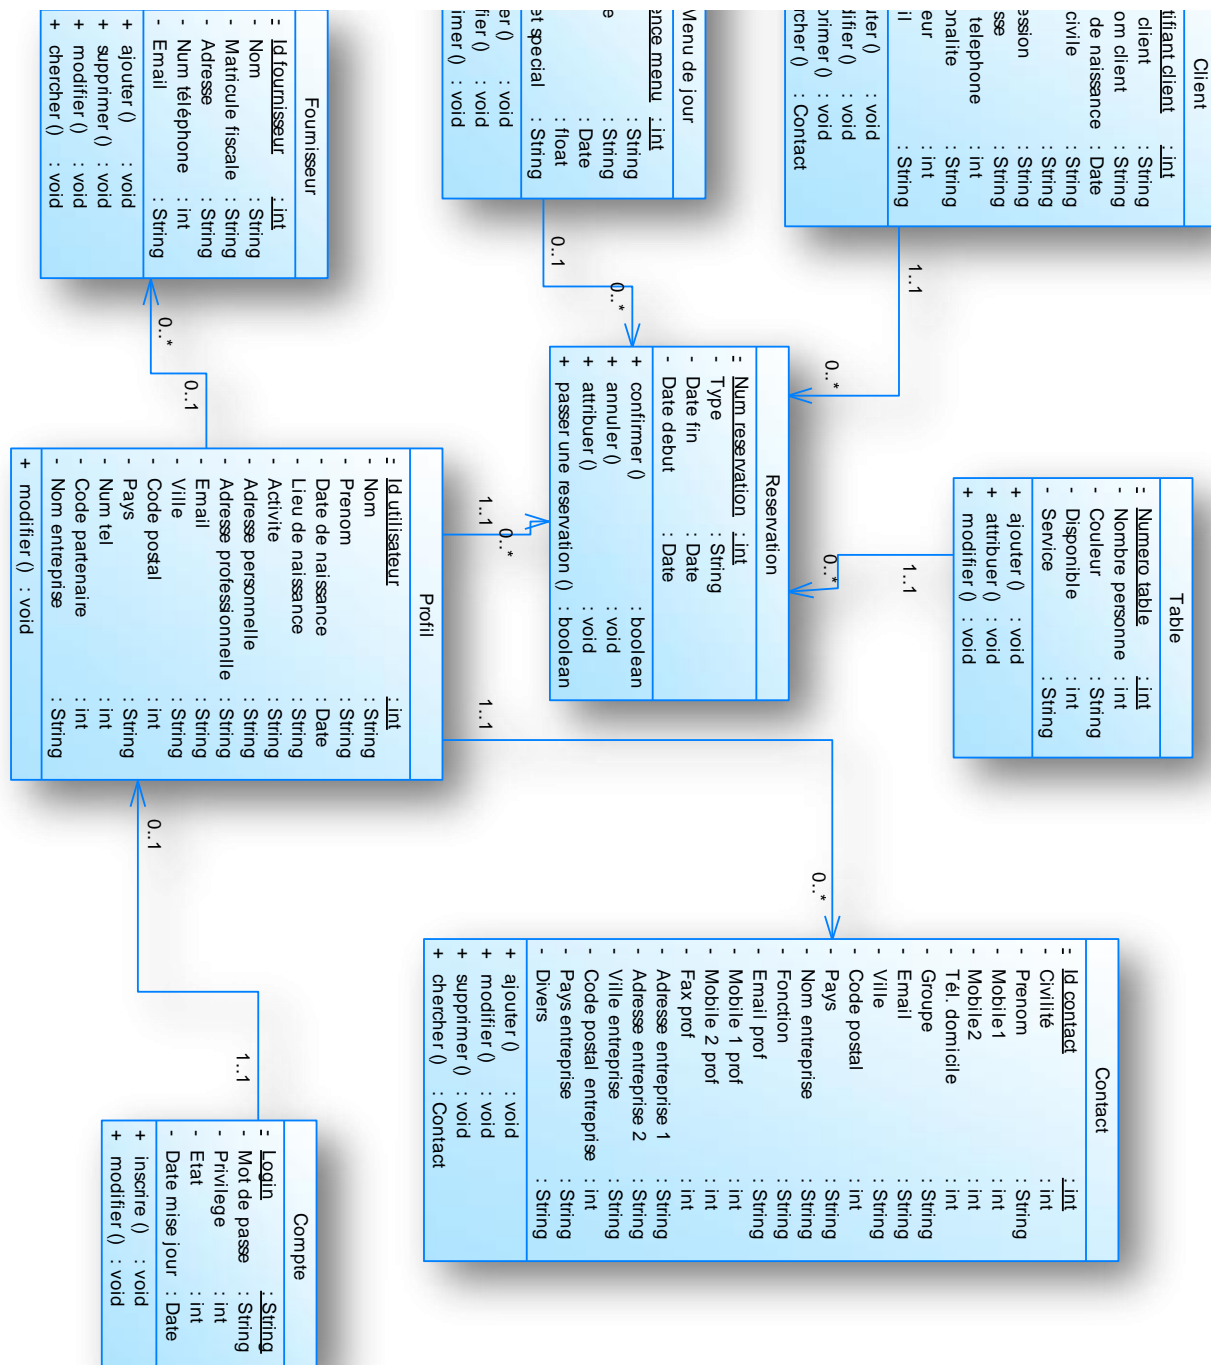 Client
tifiant client : int
client : String
om client : String
de naissance : Date
civile : String
: String
ession : String
sse : String
telephone : int
onalite : String
eur : int
il : String
uter () : void
difier () : void
primer () : void
rcher () : Contact
1..1
0..*
Table
- Numero table : int
- Nombre personne : int
- Couleur : String
- Disponible : int
- Service : String
+ ajouter () : void
+ attribuer () : void
+ modifier () : void
1..1
0..*
Menu de jour
ence menu : int
: String
e : String
: Date
: float
et special : String
er () : void
ifier () : void
imer () : void
0..1
0..*
Reservation
- Num reservation : int
- Type : String
- Date fin : Date
- Date debut : Date
+ confirmer () : boolean
+ annuler () : void
+ attribuer () : void
+ passer une reservation () : boolean
0..*
1..1
1..1
0..*
Contact
- Id contact : int
- Civilité : int
- Prenom : String
- Mobile1 : int
- Mobile2 : int
- Tél. domicile : int
- Groupe : String
- Email : String
- Ville : String
- Code postal : int
- Pays : String
- Nom entreprise : String
- Fonction : String
- Email prof : String
- Mobile 1 prof : int
- Mobile 2 prof : int
- Fax prof : int
- Adresse entreprise 1 : String
- Adresse entreprise 2 : String
- Ville entreprise : String
- Code postal entreprise : int
- Pays entreprise : String
- Divers : String
+ ajouter () : void
+ modifier () : void
+ supprimer () : void
+ chercher () : Contact
Fournisseur
- Id fournisseur : int
- Nom : String
- Matricule fiscale : String
- Adresse : String
- Num téléphone : int
- Email : String
+ ajouter () : void
+ supprimer () : void
+ modifier () : void
+ chercher () : void
0..*
0..1
Profil
- Id utilisateur : int
- Nom : String
- Prenom : String
- Date de naissance : Date
- Lieu de naissance : String
- Activite : String
- Adresse personnelle : String
- Adresse professionnelle : String
- Email : String
- Ville : String
- Code postal : int
- Pays : String
- Num tel : int
- Code partenaire : int
- Nom entreprise : String
+ modifier () : void
0..1
1..1
Compte
- Login : String
- Mot de passe : String
- Privilege : int
- Etat : int
- Date mise jour : Date
+ inscrire () : void
+ modifier () : void